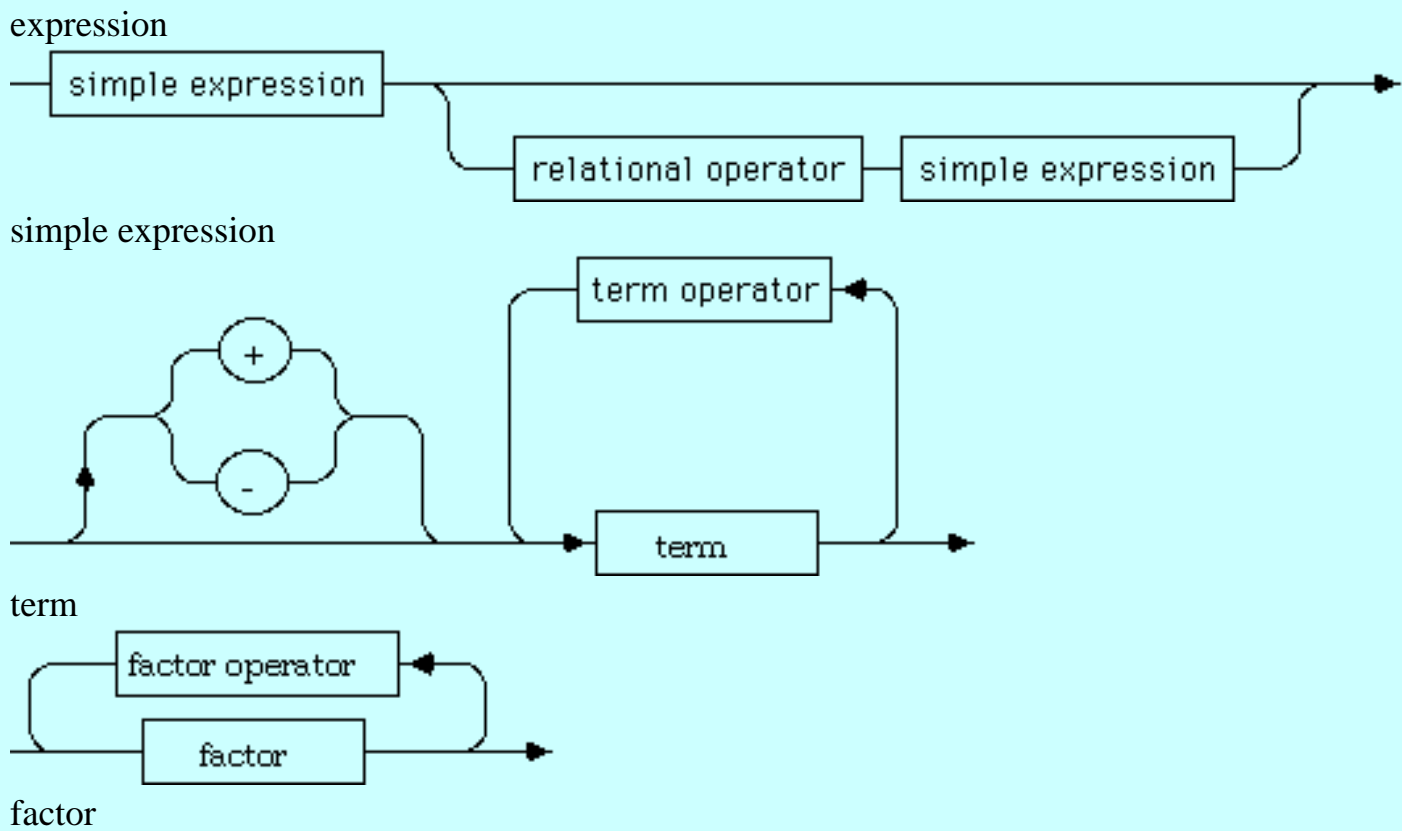 expression
simple expression
relational operator simple expression
simple expression
term operator
+
-
term
term
factor operator
factor
factor